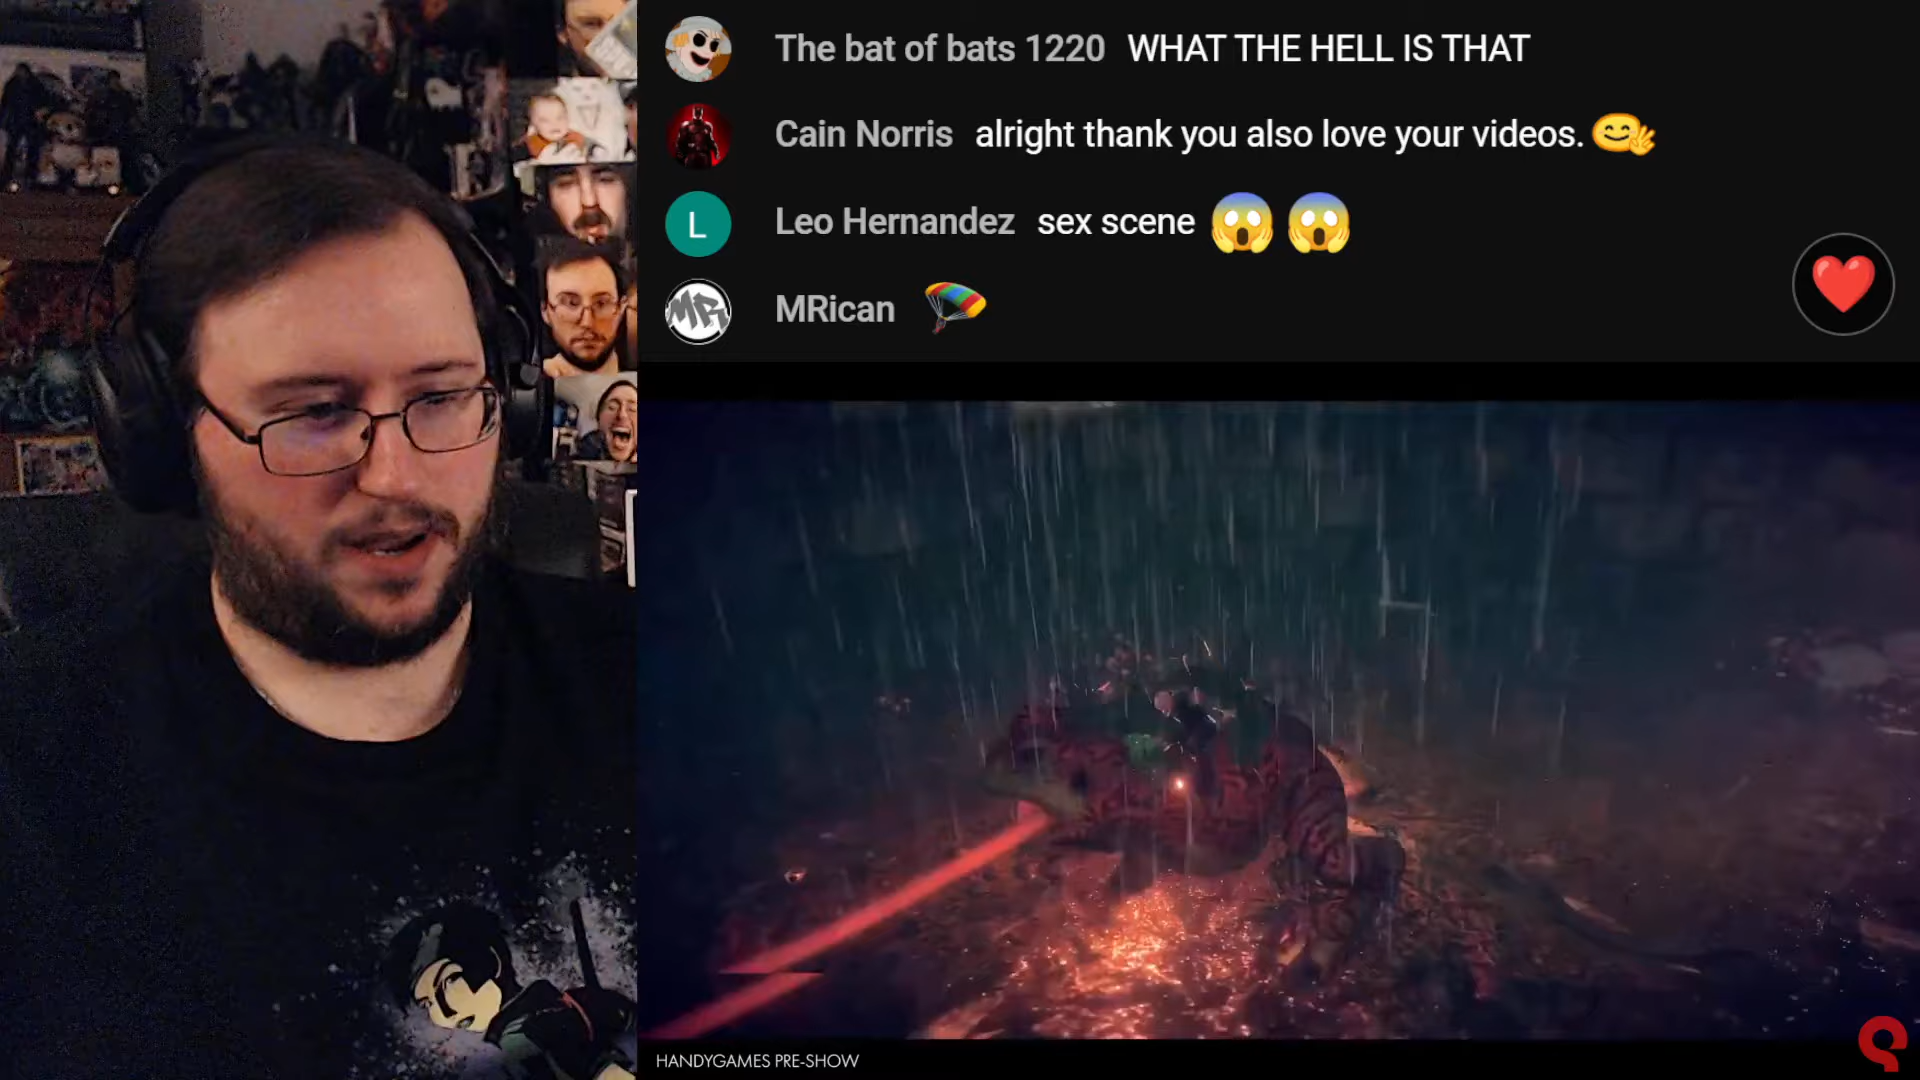 The bat of bats 1220 WHAT THE HELL IS THAT
Cain Norris alright thank you also love your videos.
L Leo Hernandez sex scene
MR MRican
HANDYGAMES PRE-SHOW